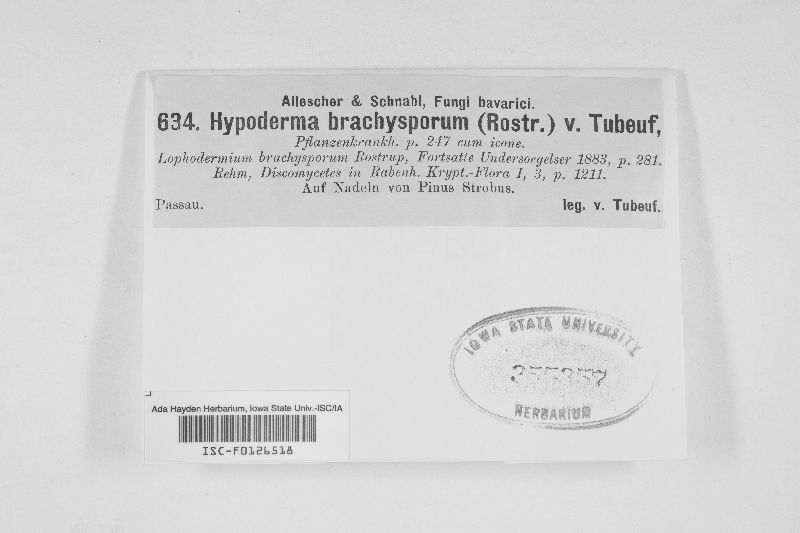 Allescher & Schnabl, Fungi bavarici.
634. Hypoderma brachysporum (Rostr.) v. Tubeuf,
Pflanzenkrankh. p. 247 cum icone.
Lophodermium brachysporum Rostrup, Fortsatte Undersoegelser 1883, p. 281.
Rehm, Discomycetes in Rabenh. Krypt.-Flora I, 3, p. 1211.
Auf Nadeln von Pinus Strobus.
Passau. leg. v. Tubeuf.
IOWA STATE UNIVERSITY
355357
HERBARIUM
Ada Hayden Herbarium, Iowa State Univ.-ISC/IA
ISC-F0126518